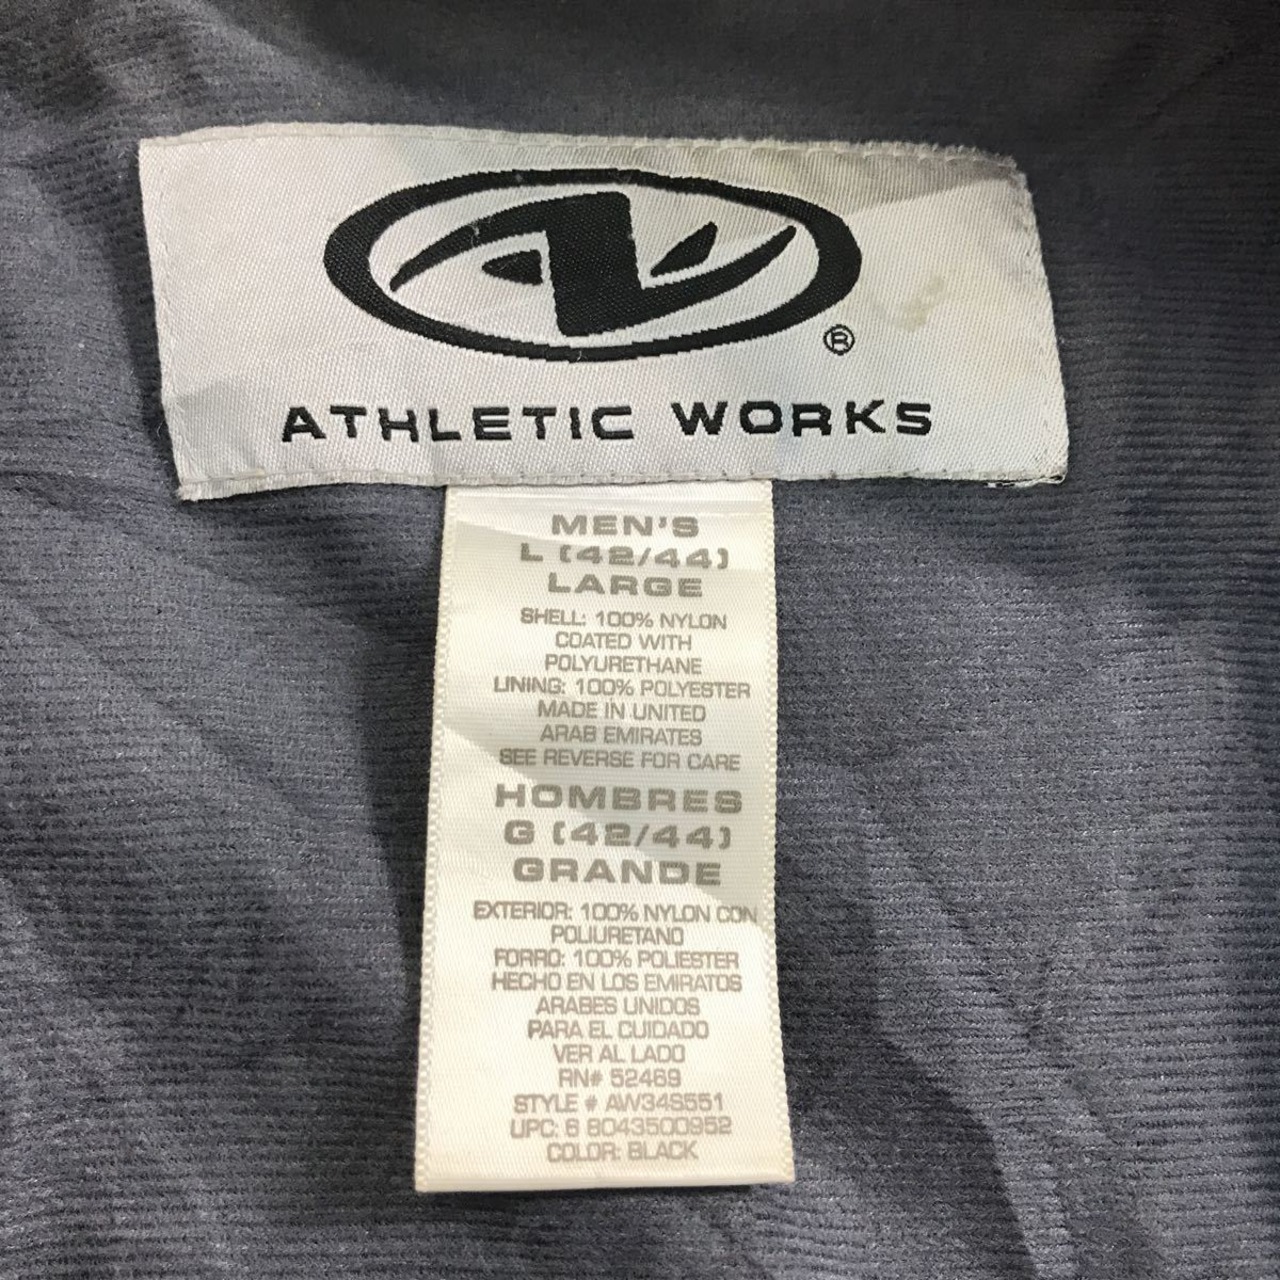 ®
ATHLETIC WORKS
MEN'S
L (42/44)
LARGE
SHELL: 100% NYLON
COATED WITH
POLYURETHANE
LINING: 100% POLYESTER
MADE IN UNITED
ARAB EMIRATES
SEE REVERSE FOR CARE
HOMBRES
G (42/44)
GRANDE
EXTERIOR: 100% NYLON CON
POLIURETANO
FORRO: 100% POLIESTER
HECHO EN LOS EMIRATOS
ARABES UNIDOS
PARA EL CUIDADO
VER AL LADO
RN# 52469
STYLE # AW34S551
UPC: 6 8043500952
COLOR: BLACK